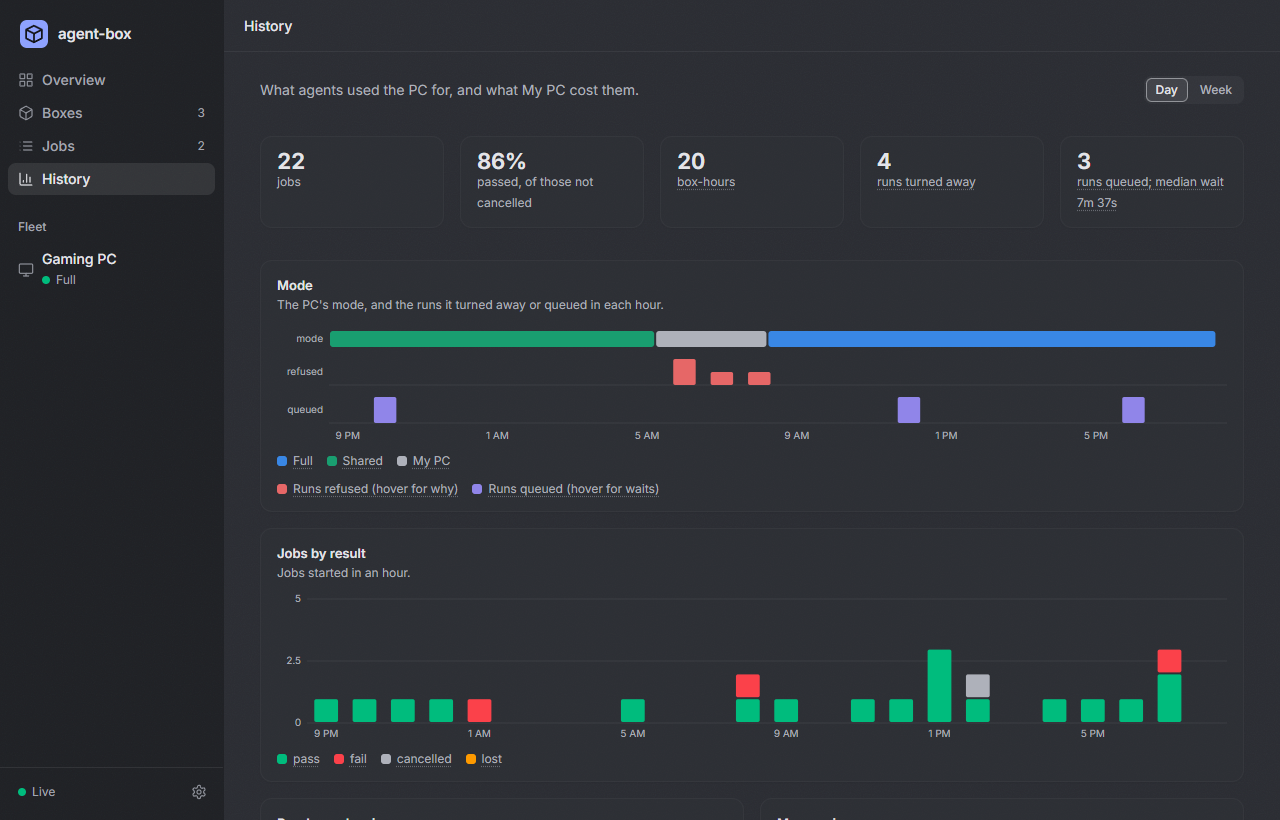 agent-box
History
Overview
Boxes 3
Jobs 2
History
Fleet
Gaming PC
Full
Live
What agents used the PC for, and what My PC cost them.
Day Week
22
jobs
86%
passed, of those not
cancelled
20
box-hours
4
runs turned away
3
runs queued; median wait
7m 37s
Mode
The PC's mode, and the runs it turned away or queued in each hour.
mode
refused
queued
9 PM 1 AM 5 AM 9 AM 1 PM 5 PM
Full Shared My PC
Runs refused (hover for why) Runs queued (hover for waits)
Jobs by result
Jobs started in an hour.
5
2.5
0
9 PM 1 AM 5 AM 9 AM 1 PM 5 PM
pass fail cancelled lost